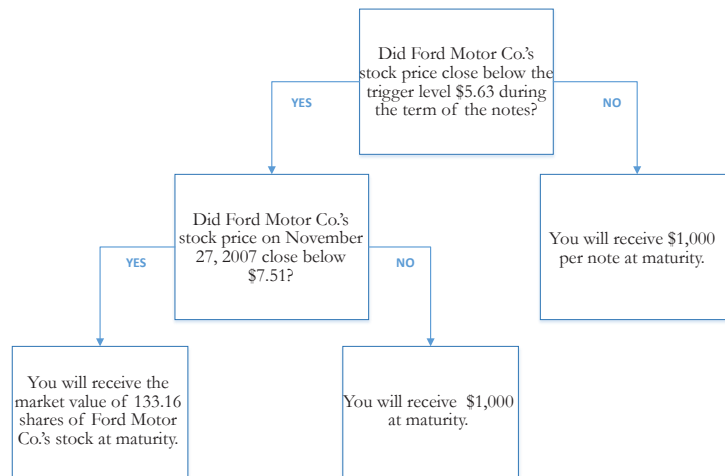 Did Ford Motor Co.'s
stock price close below the
trigger level $5.63 during
the term of the notes?
YES
NO
Did Ford Motor Co.'s
stock price on November
27, 2007 close below
$7.51?
You will receive $1,000
per note at maturity.
YES
NO
You will receive the
market value of 133.16
shares of Ford Motor
Co.'s stock at maturity.
You will receive $1,000
at maturity.